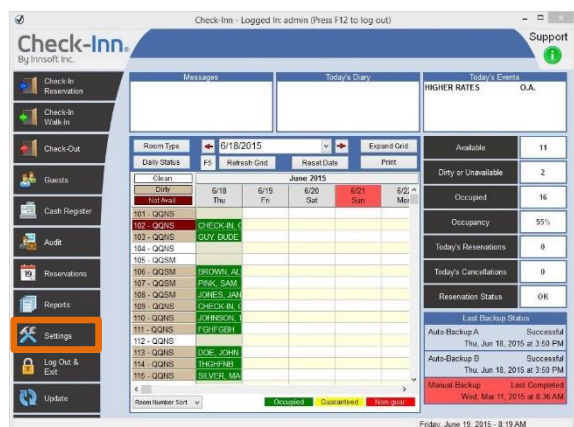 Check-Inn - Logged In: admin (Press F12 to log out)
Check-Inn®
By Innsoft Inc.
Support
Check-In
Reservation
Check-In
Walk-In
Check-Out
Guests
Cash Register
Audit
19
Reservations
Reports
Settings
Log Out &
Exit
Update
Messages
Today's Diary
Today's Events
HIGHER RATES O.A.
Room Type 6/18/2015 Expand Grid
Daily Status F5 Refresh Grid Reset Date Print
Clean June 2015
Dirty 6/18 6/19 6/20 6/21 6/22
Not Avail. Thu Fri Sat Sun Mon
101 - QQNS
102 - QQNS CHECK-IN, C
103 - QQNS GUY, DUDE
104 - QQNS
105 - QQSM
106 - QQSM BROWN, AL
107 - QQSM PINK, SAM
108 - QQSM JONES, JAN
109 - QQNS CHECK-IN, C
110 - QQNS JOHNSON, T
111 - QQNS FGHFGBH
112 - QQNS
113 - QQNS DOE, JOHN
114 - QQNS THGHFNB
115 - QQNS SILVER, MA
Room Number Sort Occupied Guaranteed Non-guar
Available 11
Dirty or Unavailable 2
Occupied 16
Occupancy 55%
Today's Reservations 0
Today's Cancellations 0
Reservation Status OK
Last Backup Status
Auto-Backup A Successful
Thu, Jun 18, 2015 at 3:50 PM
Auto-Backup B Successful
Thu, Jun 18, 2015 at 3:50 PM
Manual Backup Last Completed
Wed, Mar 11, 2015 at 8:36 AM
Friday, June 19, 2015 - 8:19 AM